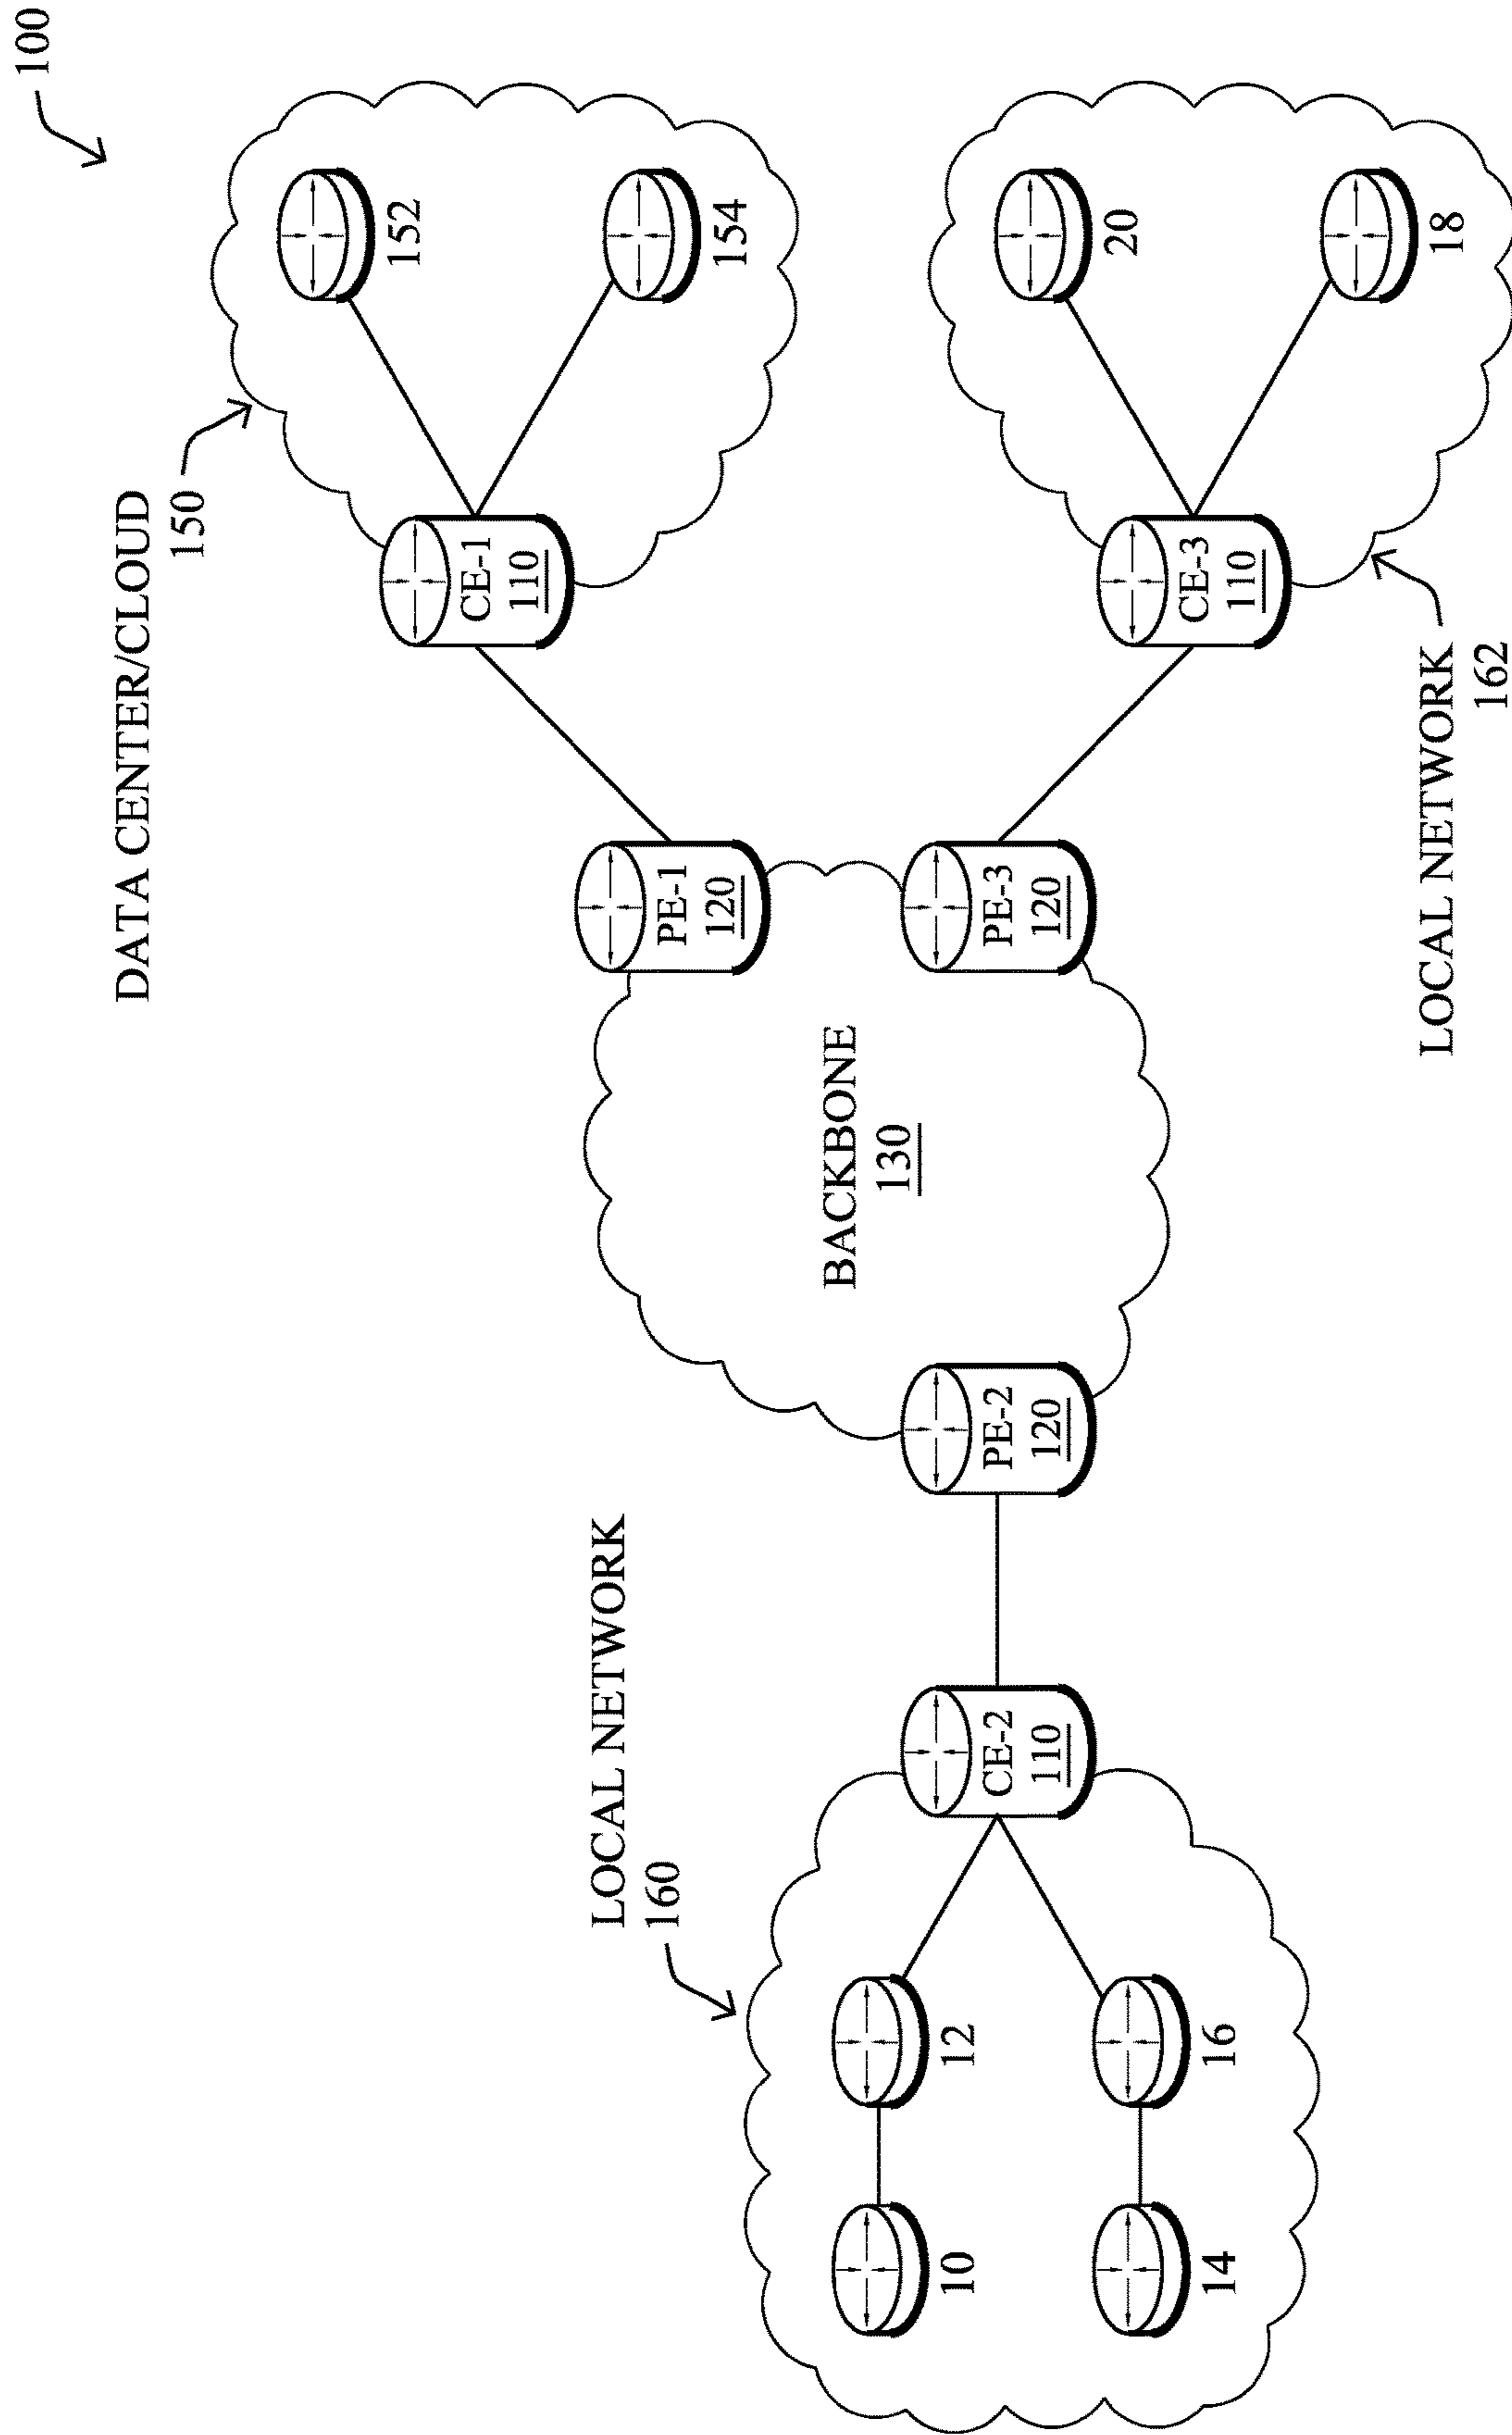 100
DATA CENTER/CLOUD
150
152
154
CE-1
110
PE-1
120
BACKBONE
130
LOCAL NETWORK
160
10
12
14
16
CE-2
110
PE-2
120
PE-3
120
CE-3
110
20
18
LOCAL NETWORK
162